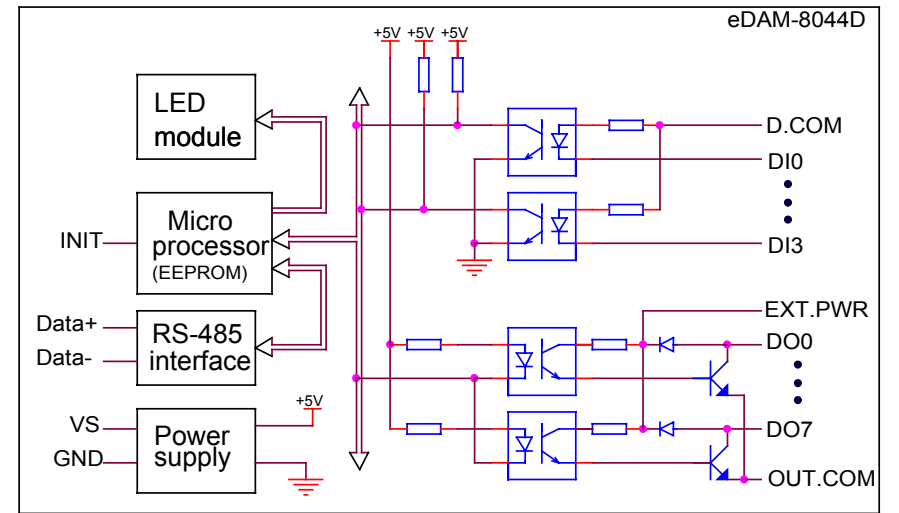 eDAM-8044D
+5V +5V +5V
LED
module
D.COM
DI0
Micro
processor
(EEPROM)
INIT
DI3
EXT.PWR
Data+
Data-
RS-485
interface
DO0
+5V
VS
GND
Power
supply
DO7
OUT.COM